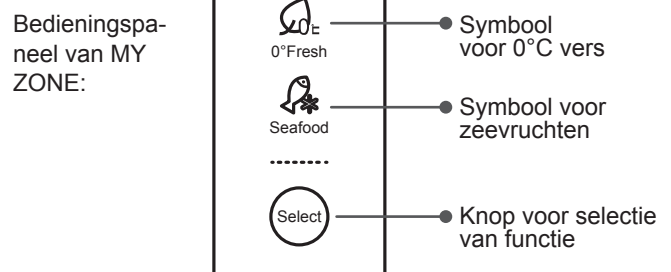 Bedieningspa-
neel van MY
ZONE:
0°Fresh
Seafood
Select
Symbool
voor 0°C vers
Symbool voor
zeevruchten
Knop voor selectie
van functie